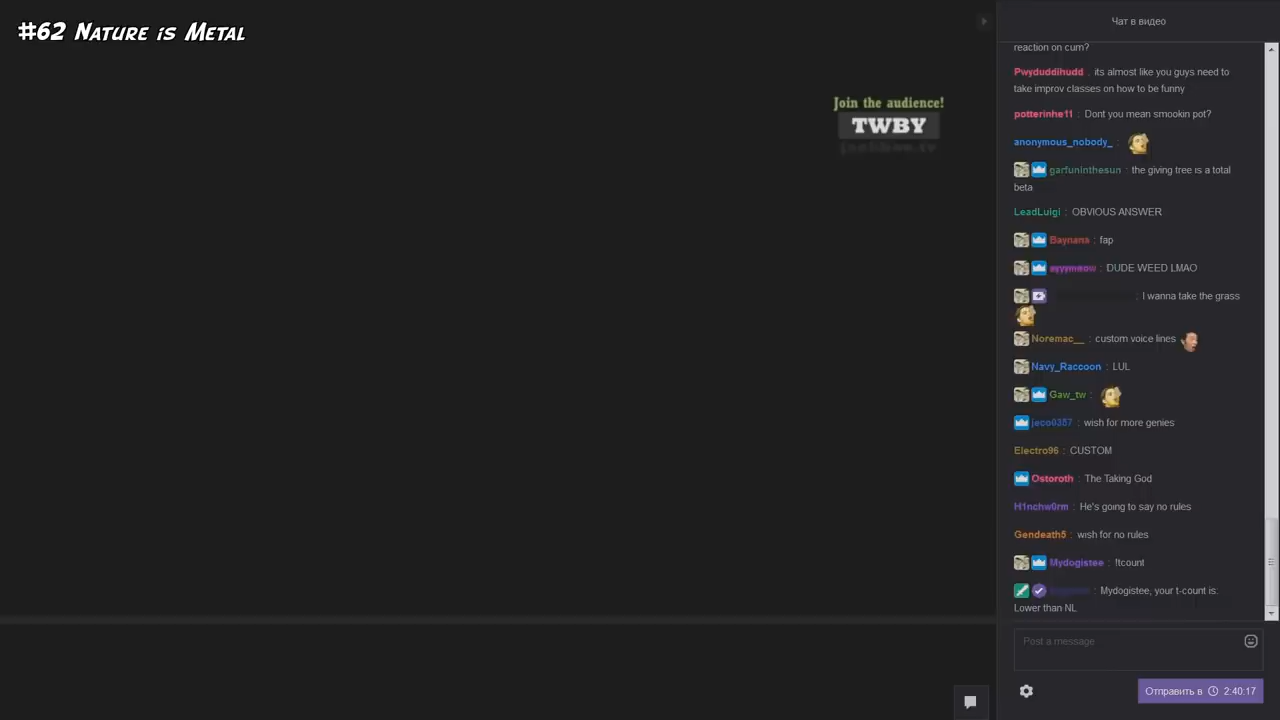 #62 Nature is Metal
Join the audience!
TWBY
Чат в видео
reaction on cum?
Pwyduddihudd : its almost like you guys need to
take improv classes on how to be funny
potterinhe11 : Dont you mean smookin pot?
anonymous_nobody_ :
garfuninthesun : the giving tree is a total
beta
LeadLuigi : OBVIOUS ANSWER
Baynans : fap
ayyymeow : DUDE WEED LMAO
: I wanna take the grass
Noremac__ : custom voice lines
Navy_Raccoon : LUL
Gaw_tw :
jeco0357 : wish for more genies
Electro96 : CUSTOM
Ostoroth : The Taking God
H1nchw0rm : He's going to say no rules
Gendeath5 : wish for no rules
Mydogistee : !tcount
: Mydogistee, your t-count is:
Lower than NL
Post a message
Отправить в 2:40:17